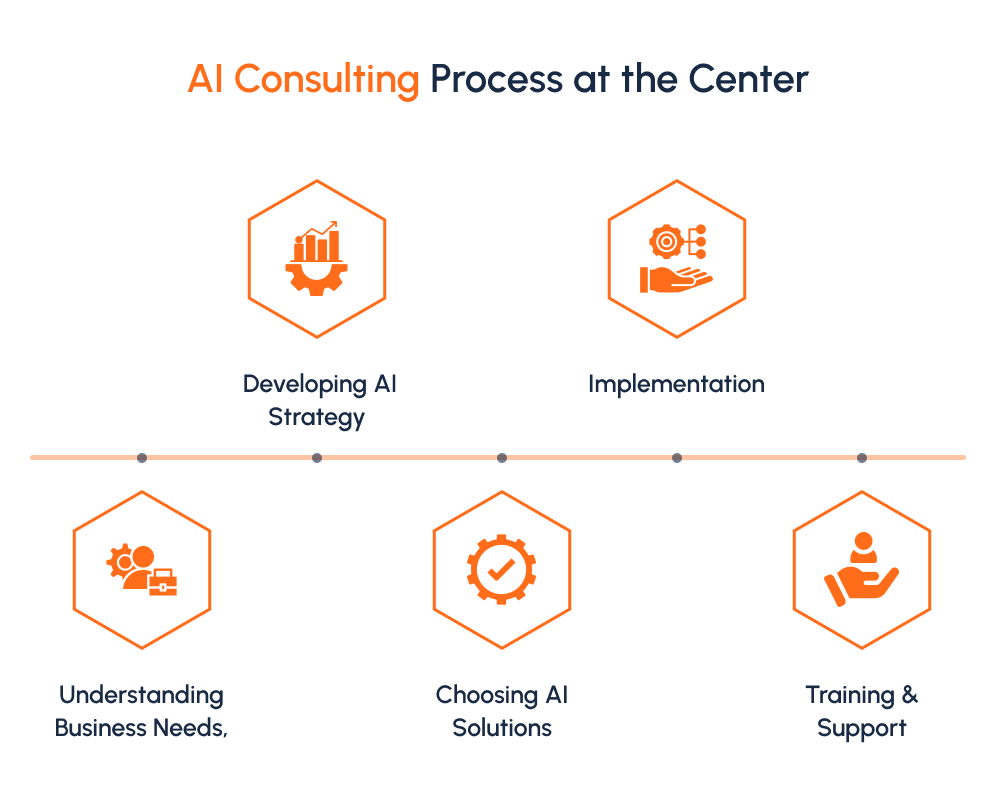 AI Consulting Process at the Center
Developing AI
Strategy
Implementation
Understanding
Business Needs,
Choosing AI
Solutions
Training &
Support